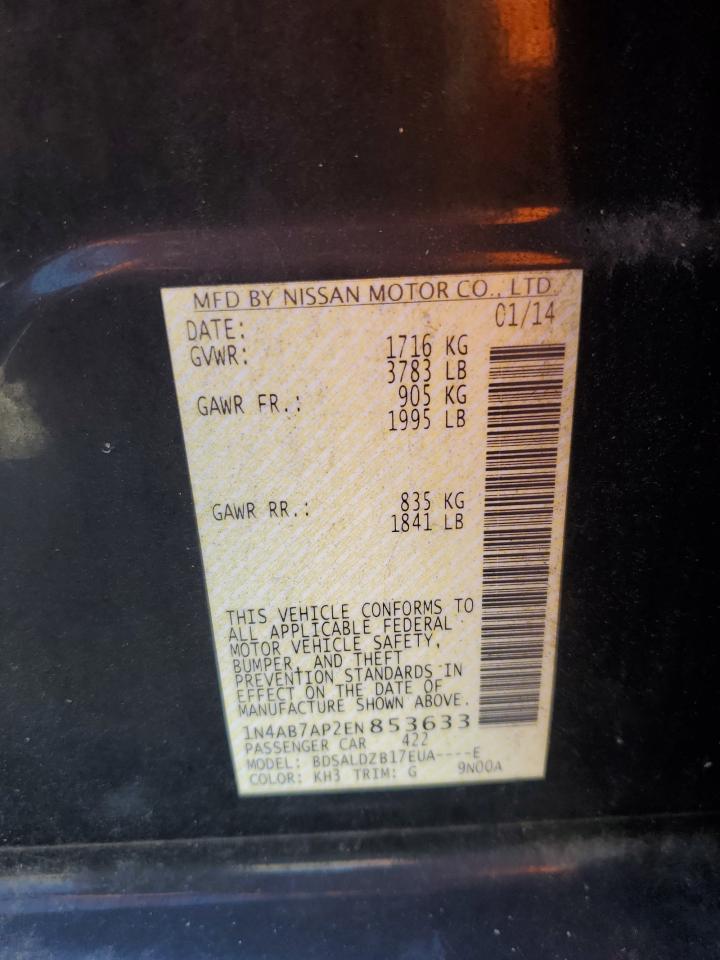 MFD BY NISSAN MOTOR CO., LTD.
DATE: 01/14
GVWR: 1716 KG
3783 LB
GAWR FR.: 905 KG
1995 LB
GAWR RR.: 835 KG
1841 LB
THIS VEHICLE CONFORMS TO
ALL APPLICABLE FEDERAL
MOTOR VEHICLE SAFETY,
BUMPER, AND THEFT
PREVENTION STANDARDS IN
EFFECT ON THE DATE OF
MANUFACTURE SHOWN ABOVE.
1N4AB7AP2EN853633
PASSENGER CAR 422
MODEL: BDSALDZB17EUA----E
COLOR: KH3 TRIM: G 9N00A